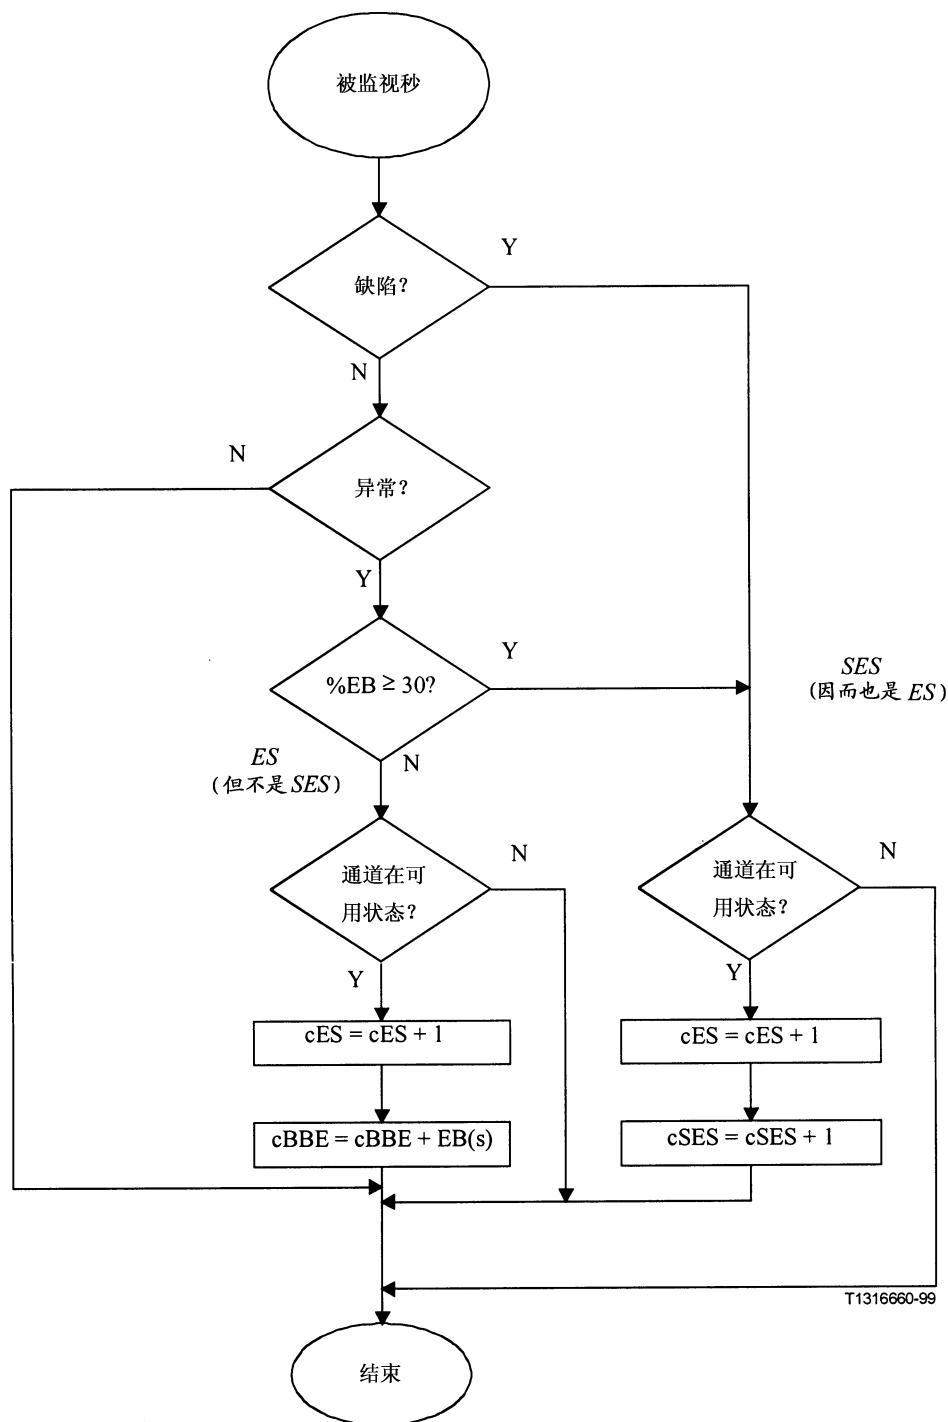 被监视秒
Y
缺陷?
N
N
异常?
Y
Y
%EB ≥ 30?
SES
(因而也是 ES)
ES
(但不是 SES)
N
N
N
通道在可
用状态?
通道在可
用状态?
Y
Y
cES = cES + 1
cES = cES + 1
cBBE = cBBE + EB(s)
cSES = cSES + 1
T1316660-99
结束